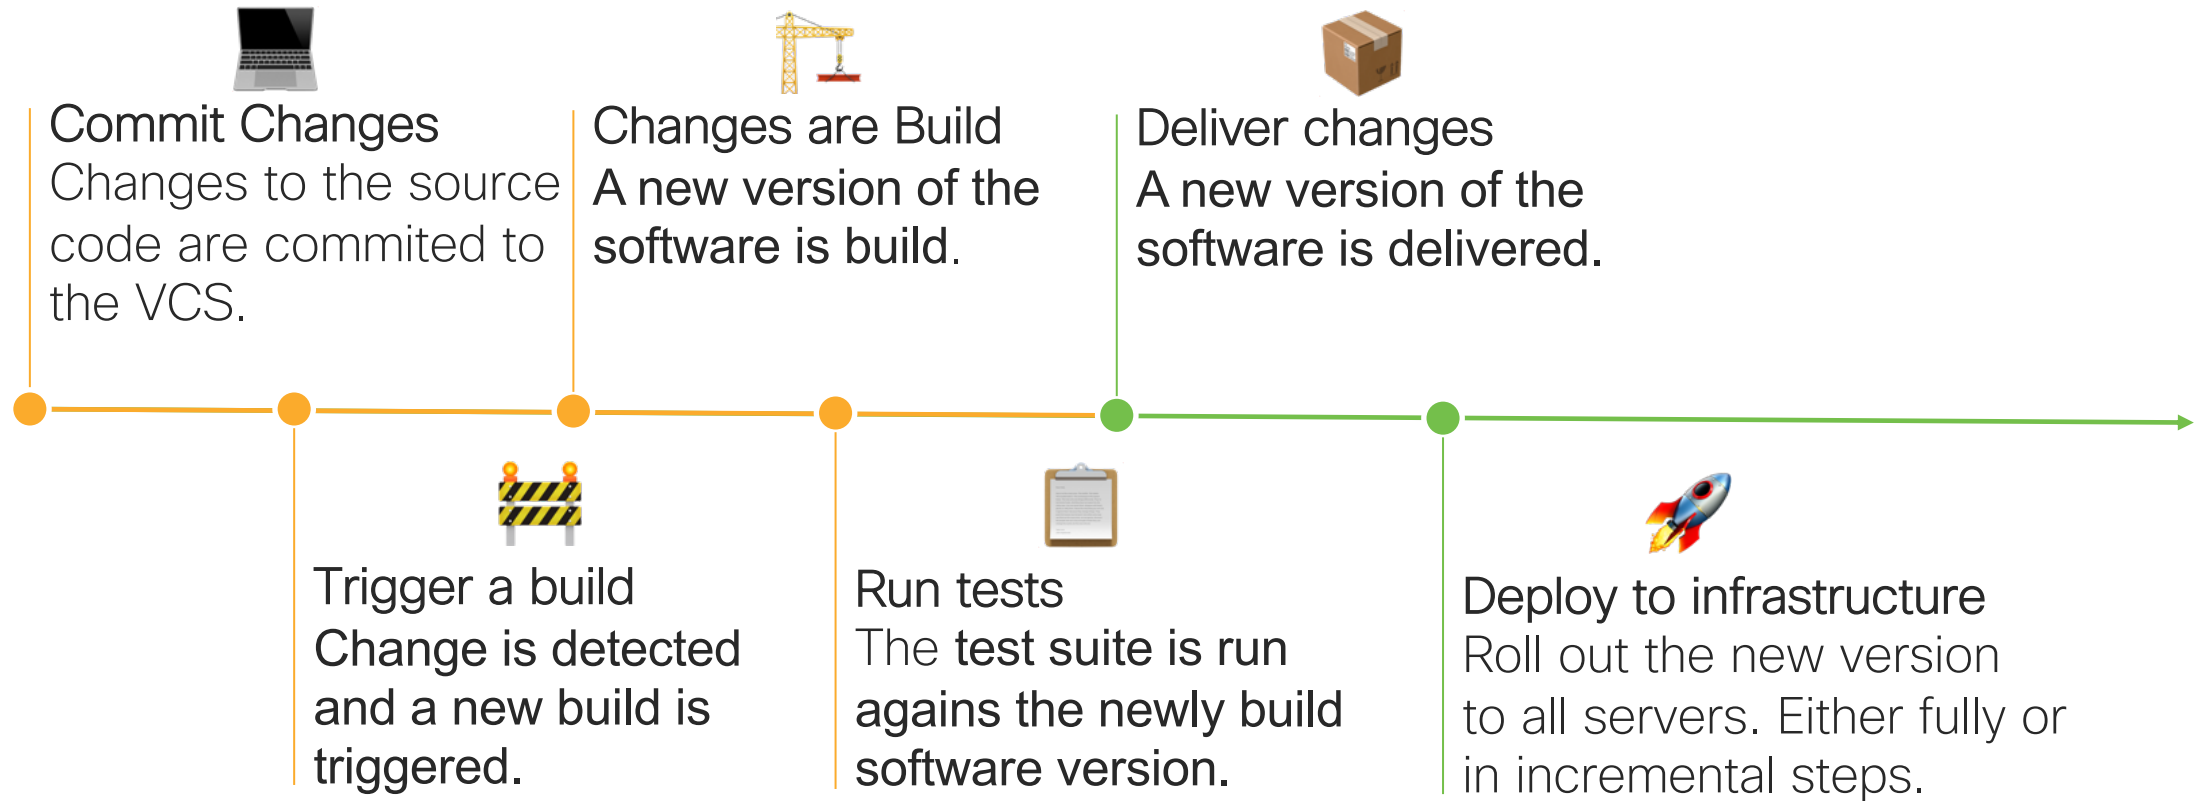 Commit Changes
Changes to the source
code are commited to
the VCS.
Trigger a build
Change is detected
and a new build is
triggered.
Changes are Build
A new version of the
software is build.
Run tests
The test suite is run
agains the newly build
software version.
Deliver changes
A new version of the
software is delivered.
Deploy to infrastructure
Roll out the new version
to all servers. Either fully or
in incremental steps.